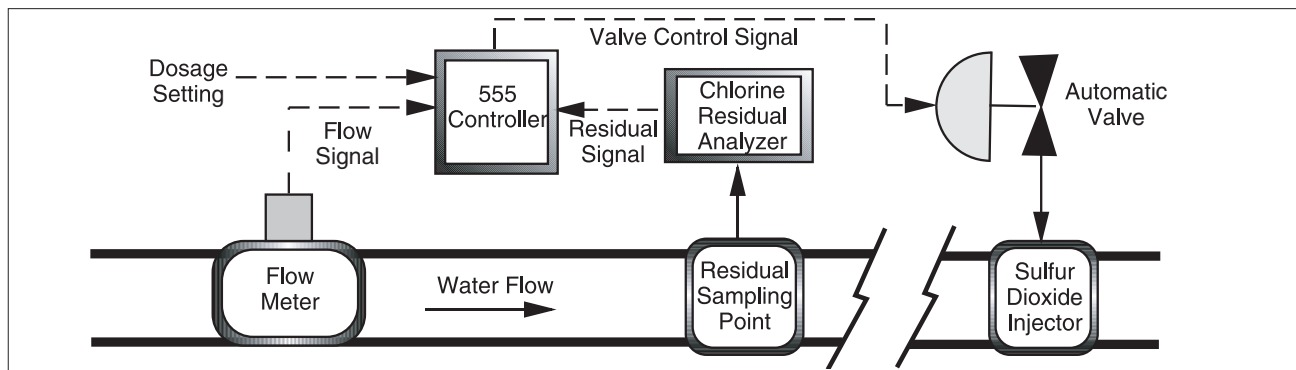 Valve Control Signal
Dosage
Setting
555
Controller
Chlorine
Residual
Analyzer
Automatic
Valve
Flow
Signal
Residual
Signal
Flow
Meter
Water Flow
Residual
Sampling
Point
Sulfur
Dioxide
Injector